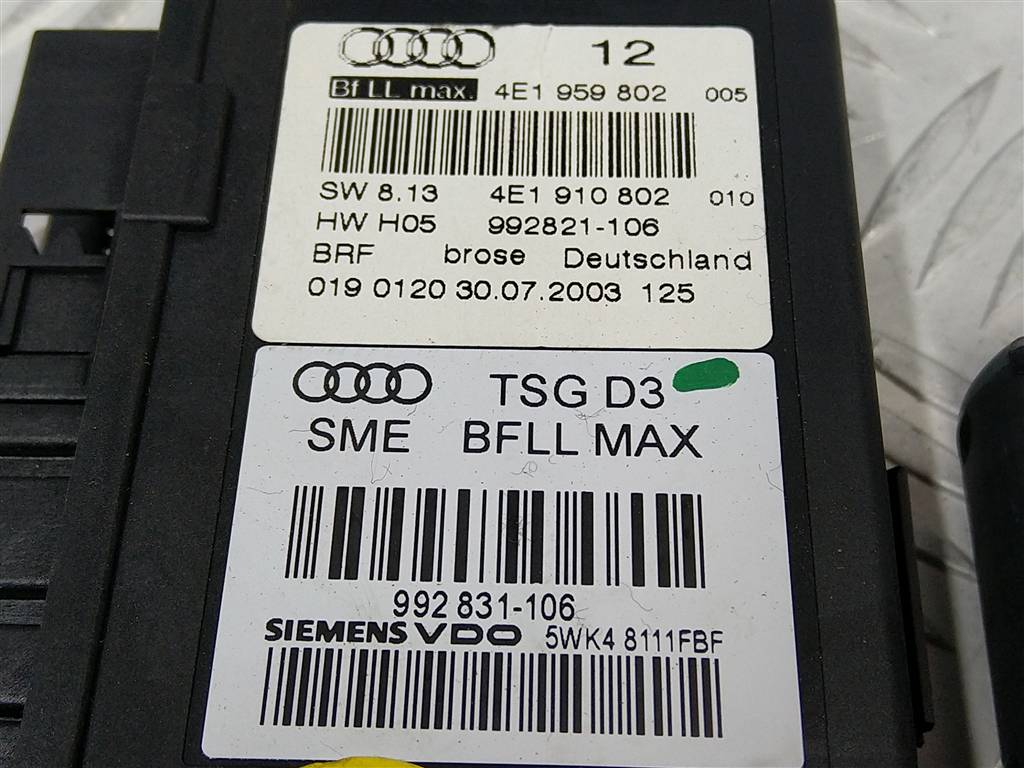 12
Bf LL max. 4E1 959 802 005
SW 8.13 4E1 910 802 010
HW H05 992821-106
BRF brose Deutschland
019 0120 30.07.2003 125
TSG D3
SME BFLL MAX
992 831-106
SIEMENS VDO 5WK4 8111FBF